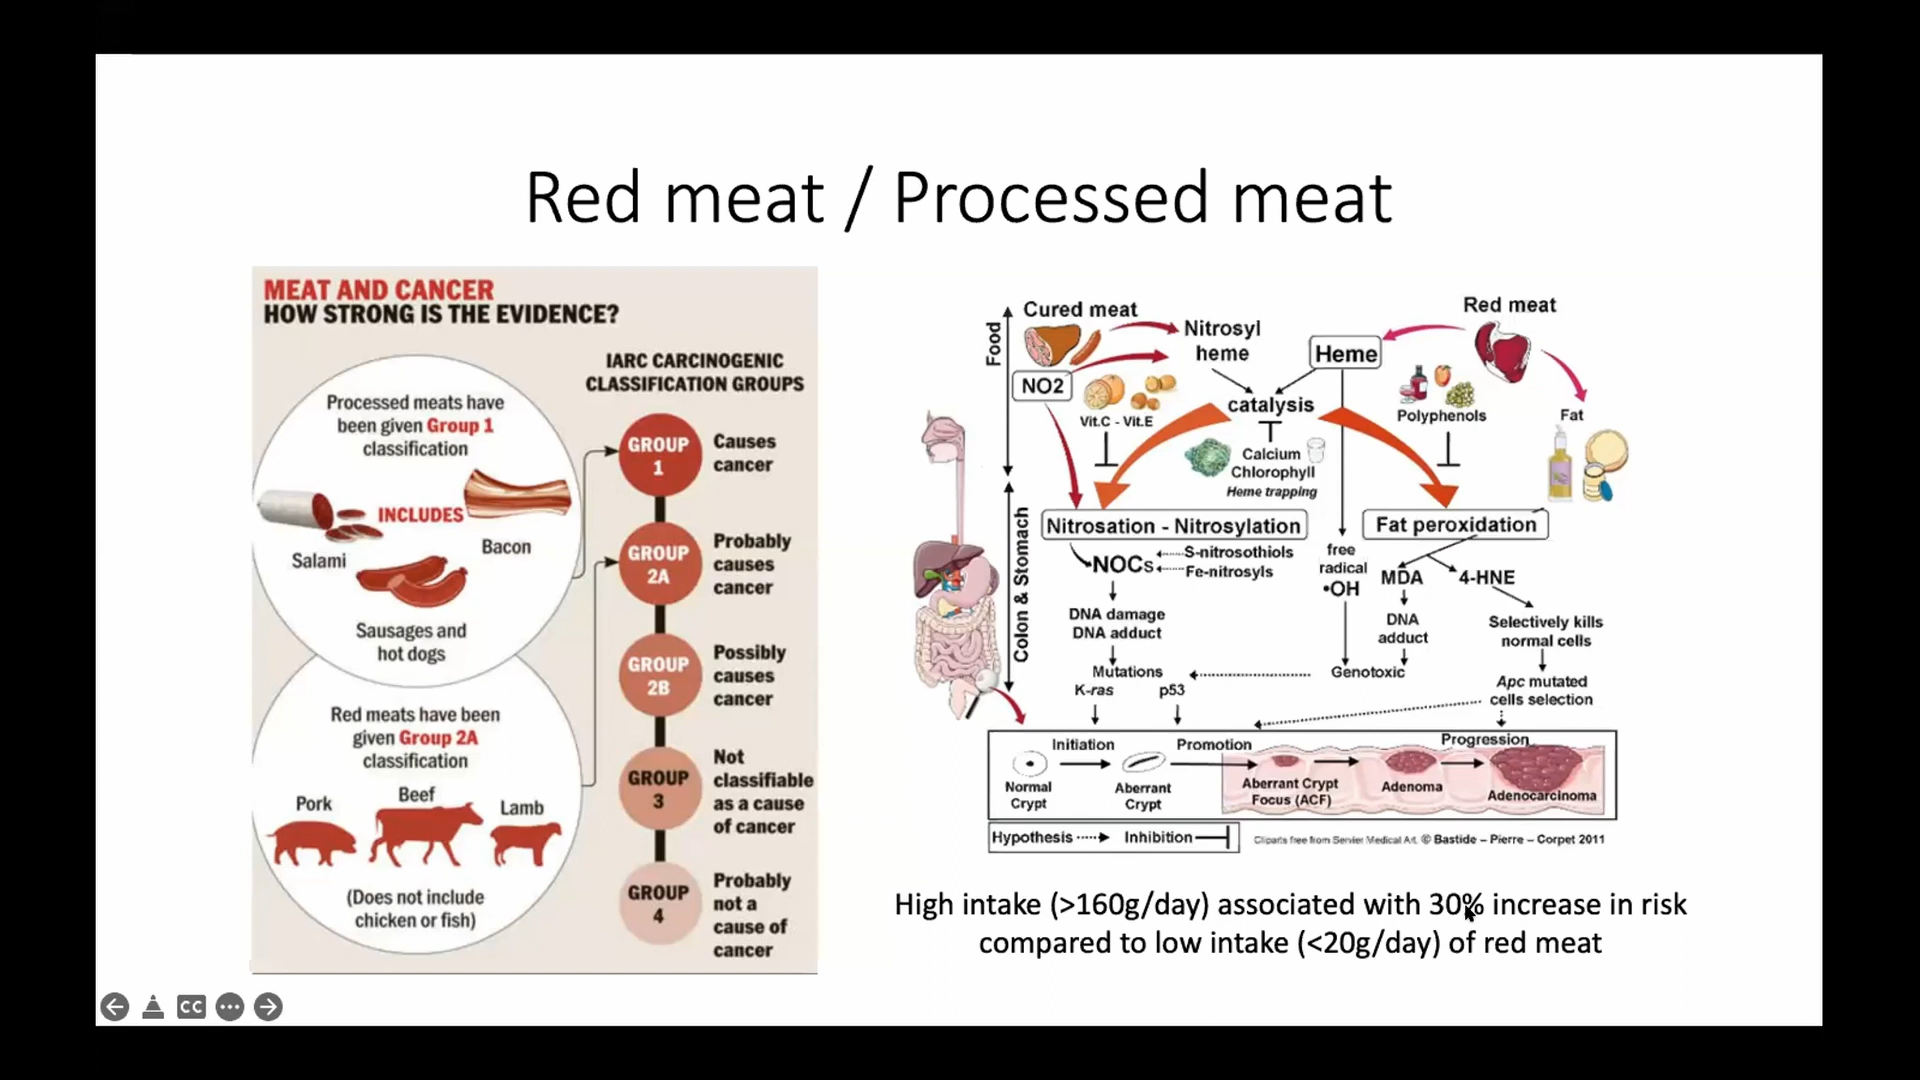 Red meat / Processed meat
MEAT AND CANCER
HOW STRONG IS THE EVIDENCE?
IARC CARCINOGENIC
CLASSIFICATION GROUPS
Processed meats have
been given Group 1
classification
INCLUDES
Salami
Bacon
Sausages and
hot dogs
Red meats have been
given Group 2A
classification
Pork
Beef
Lamb
(Does not include
chicken or fish)
GROUP
1
Causes
cancer
GROUP
2A
Probably
causes
cancer
GROUP
2B
Possibly
causes
cancer
GROUP
3
Not
classifiable
as a cause
of cancer
GROUP
4
Probably
not a
cause of
cancer
Food
Colon & Stomach
Cured meat
NO2
Nitrosyl
heme
Heme
Red meat
Vit.C - Vit.E
catalysis
Polyphenols
Fat
Calcium
Chlorophyll
Heme trapping
Nitrosation - Nitrosylation
Fat peroxidation
NOCs
S-nitrosothiols
Fe-nitrosyls
free
radical
•OH
MDA
4-HNE
DNA damage
DNA adduct
DNA
adduct
Selectively kills
normal cells
Mutations
K-ras
p53
Genotoxic
Apc mutated
cells selection
Initiation
Promotion
Progression
Normal
Crypt
Aberrant
Crypt
Aberrant Crypt
Focus (ACF)
Adenoma
Adenocarcinoma
Hypothesis
Inhibition
Cliparts free from Servier Medical Art. © Bastide – Pierre – Corpet 2011
High intake (>160g/day) associated with 30% increase in risk
compared to low intake (<20g/day) of red meat
CC